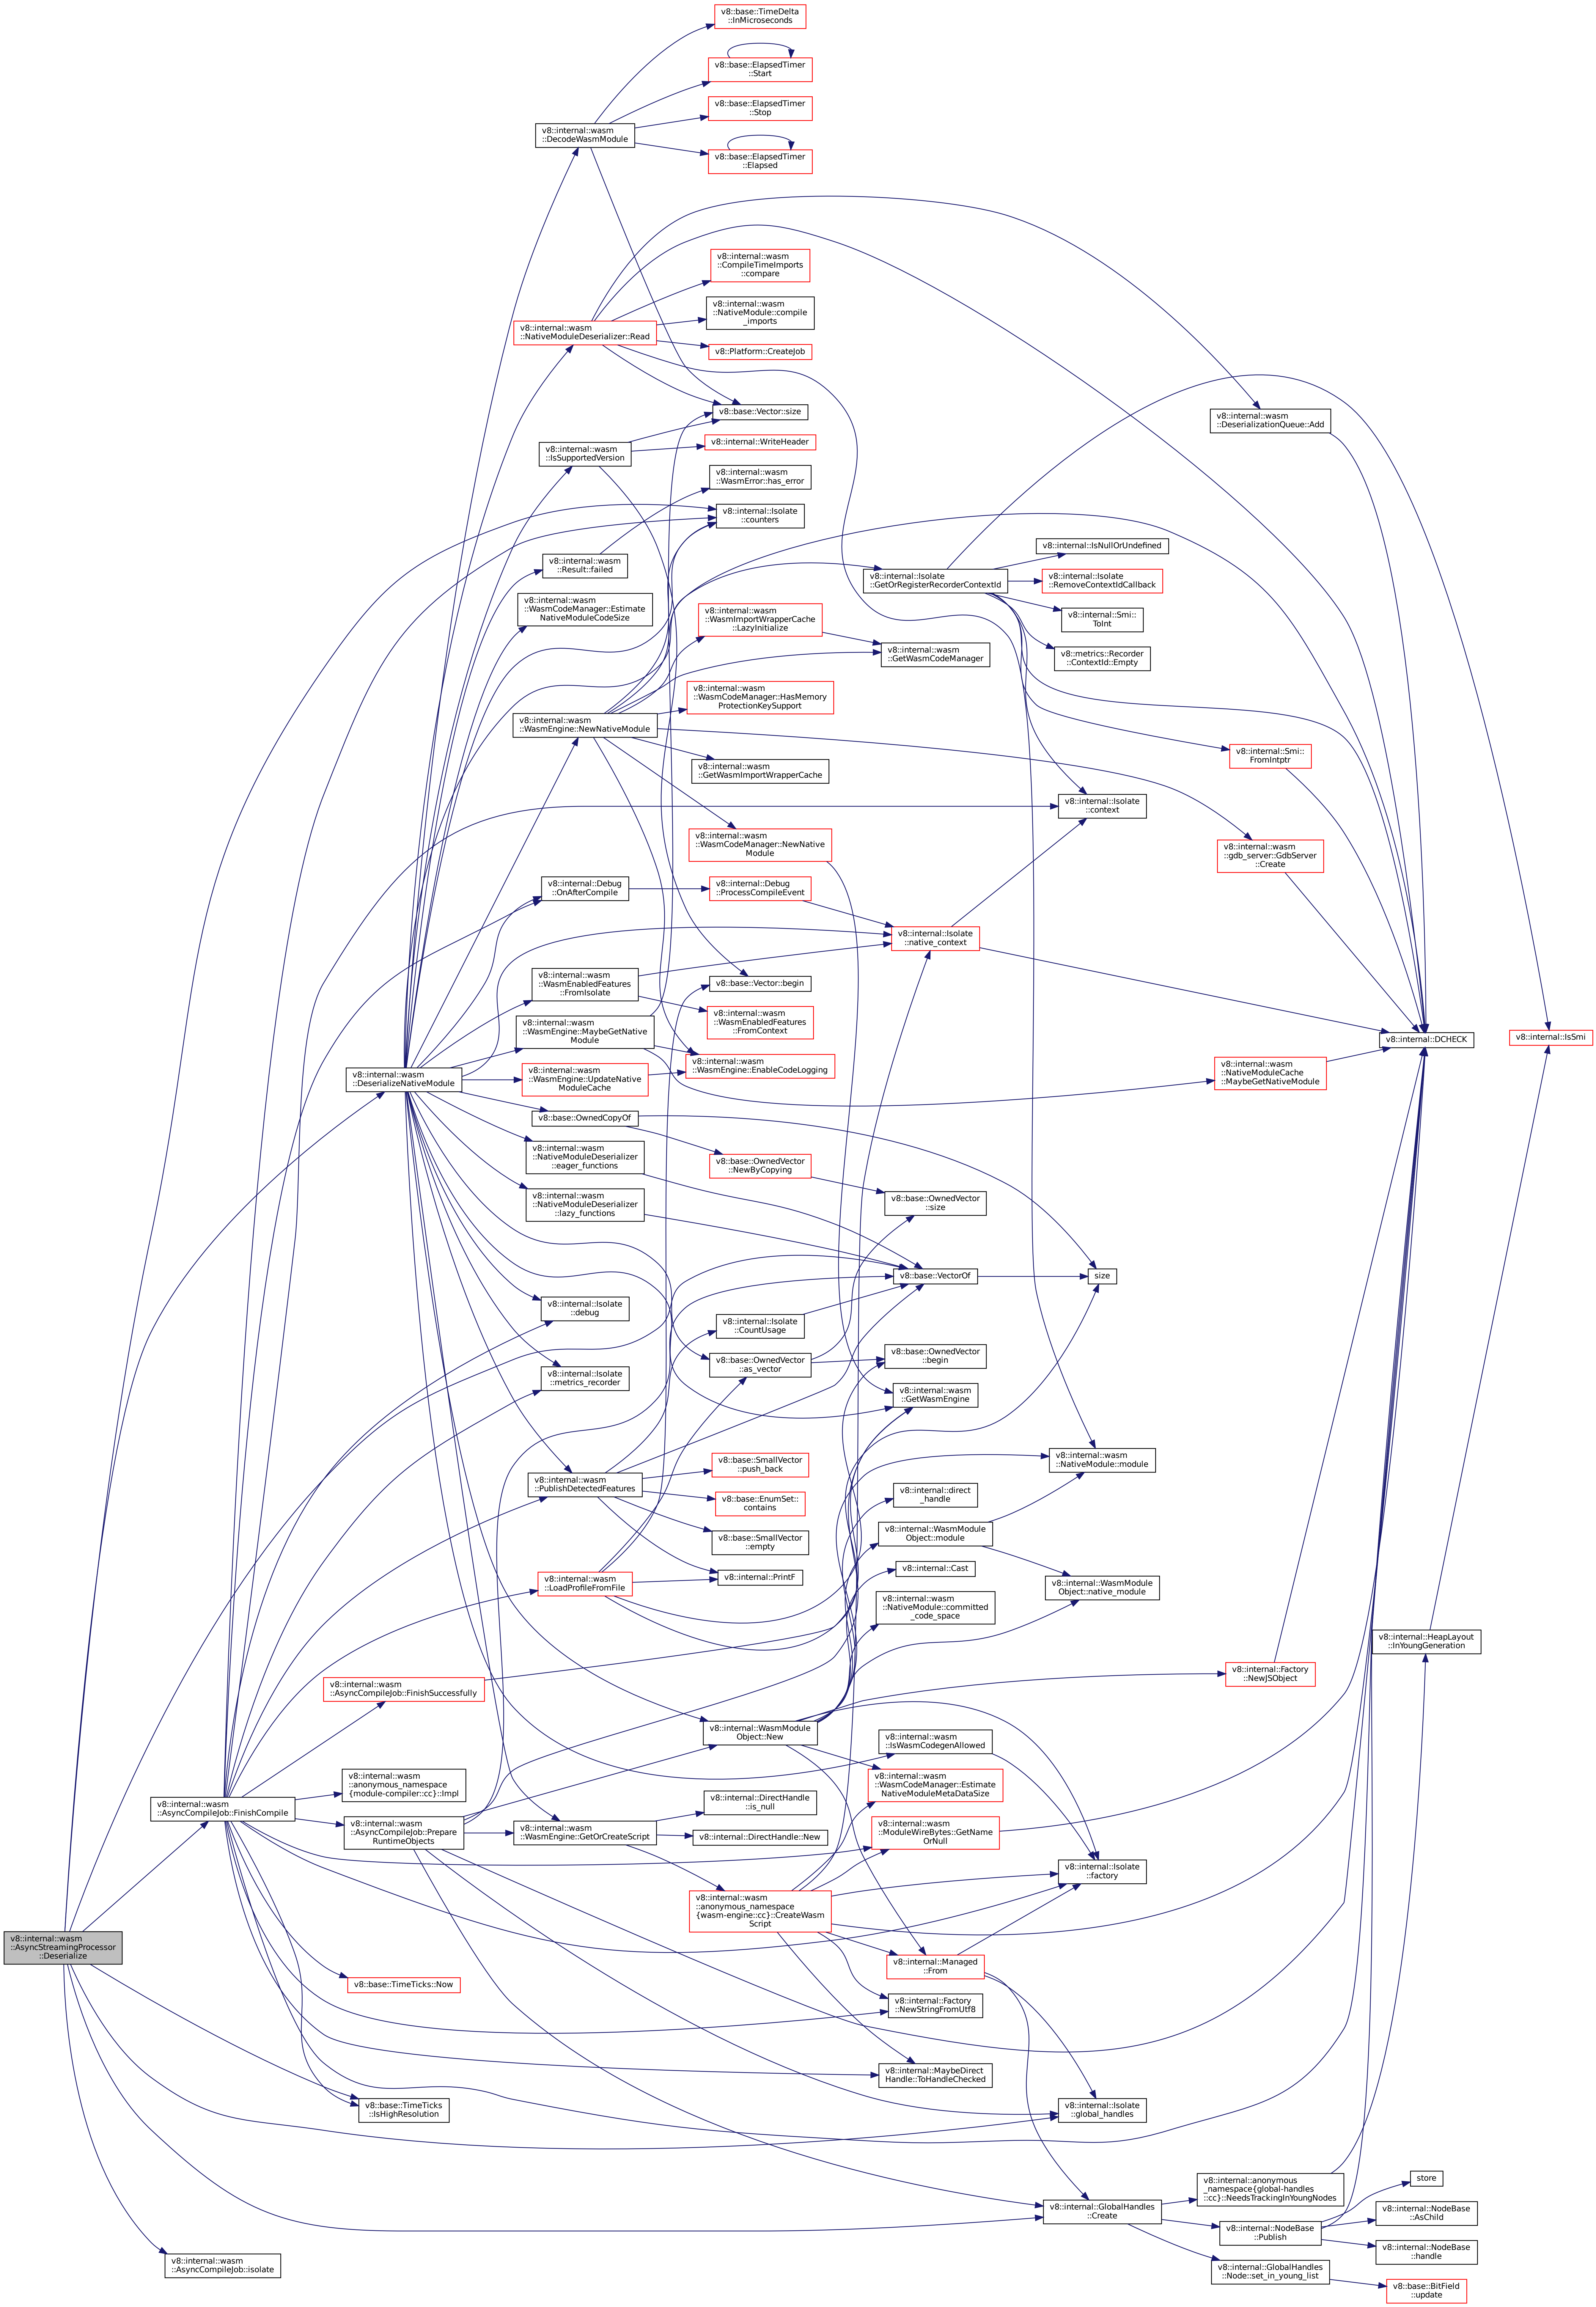 v8::base::TimeDelta
::InMicroseconds
v8::base::ElapsedTimer
::Start
v8::base::ElapsedTimer
::Stop
v8::internal::wasm
::DecodeWasmModule
v8::base::ElapsedTimer
::Elapsed
v8::internal::wasm
::CompileTimeImports
::compare
v8::internal::wasm
::NativeModule::compile
_imports
v8::internal::wasm
::NativeModuleDeserializer::Read
v8::Platform::CreateJob
v8::base::Vector::size
v8::internal::wasm
::DeserializationQueue::Add
v8::internal::WriteHeader
v8::internal::wasm
::IsSupportedVersion
v8::internal::wasm
::WasmError::has_error
v8::internal::Isolate
::counters
v8::internal::IsNullOrUndefined
v8::internal::wasm
::Result::failed
v8::internal::Isolate
::GetOrRegisterRecorderContextId
v8::internal::Isolate
::RemoveContextIdCallback
v8::internal::wasm
::WasmCodeManager::Estimate
NativeModuleCodeSize
v8::internal::wasm
::WasmImportWrapperCache
::LazyInitialize
v8::internal::Smi::
ToInt
v8::internal::wasm
::GetWasmCodeManager
v8::metrics::Recorder
::ContextId::Empty
v8::internal::wasm
::WasmCodeManager::HasMemory
ProtectionKeySupport
v8::internal::wasm
::WasmEngine::NewNativeModule
v8::internal::wasm
::GetWasmImportWrapperCache
v8::internal::Smi::
FromIntptr
v8::internal::Isolate
::context
v8::internal::wasm
::WasmCodeManager::NewNative
Module
v8::internal::wasm
::gdb_server::GdbServer
::Create
v8::internal::Debug
::OnAfterCompile
v8::internal::Debug
::ProcessCompileEvent
v8::internal::Isolate
::native_context
v8::internal::wasm
::WasmEnabledFeatures
::FromIsolate
v8::base::Vector::begin
v8::internal::wasm
::WasmEnabledFeatures
::FromContext
v8::internal::wasm
::WasmEngine::MaybeGetNative
Module
v8::internal::DCHECK
v8::internal::IsSmi
v8::internal::wasm
::DeserializeNativeModule
v8::internal::wasm
::WasmEngine::UpdateNative
ModuleCache
v8::internal::wasm
::WasmEngine::EnableCodeLogging
v8::internal::wasm
::NativeModuleCache
::MaybeGetNativeModule
v8::base::OwnedCopyOf
v8::internal::wasm
::NativeModuleDeserializer
::eager_functions
v8::base::OwnedVector
::NewByCopying
v8::internal::wasm
::NativeModuleDeserializer
::lazy_functions
v8::base::OwnedVector
::size
v8::base::VectorOf
size
v8::internal::Isolate
::debug
v8::internal::Isolate
::CountUsage
v8::internal::Isolate
::metrics_recorder
v8::base::OwnedVector
::as_vector
v8::base::OwnedVector
::begin
v8::internal::wasm
::GetWasmEngine
v8::internal::wasm
::PublishDetectedFeatures
v8::base::SmallVector
::push_back
v8::internal::wasm
::NativeModule::module
v8::base::EnumSet::
contains
v8::internal::direct
_handle
v8::base::SmallVector
::empty
v8::internal::WasmModule
Object::module
v8::internal::wasm
::LoadProfileFromFile
v8::internal::PrintF
v8::internal::Cast
v8::internal::WasmModule
Object::native_module
v8::internal::wasm
::NativeModule::committed
_code_space
v8::internal::HeapLayout
::InYoungGeneration
v8::internal::wasm
::AsyncCompileJob::FinishSuccessfully
v8::internal::Factory
::NewJSObject
v8::internal::WasmModule
Object::New
v8::internal::wasm
::IsWasmCodegenAllowed
v8::internal::wasm
::anonymous_namespace
{module-compiler::cc}::Impl
v8::internal::wasm
::WasmCodeManager::Estimate
NativeModuleMetaDataSize
v8::internal::wasm
::AsyncCompileJob::FinishCompile
v8::internal::DirectHandle
::is_null
v8::internal::wasm
::AsyncCompileJob::Prepare
RuntimeObjects
v8::internal::wasm
::WasmEngine::GetOrCreateScript
v8::internal::DirectHandle::New
v8::internal::wasm
::ModuleWireBytes::GetName
OrNull
v8::internal::Isolate
::factory
v8::internal::wasm
::anonymous_namespace
{wasm-engine::cc}::CreateWasm
Script
v8::internal::wasm
::AsyncStreamingProcessor
::Deserialize
v8::internal::Managed
::From
v8::base::TimeTicks::Now
v8::internal::Factory
::NewStringFromUtf8
v8::internal::MaybeDirect
Handle::ToHandleChecked
v8::base::TimeTicks
::IsHighResolution
v8::internal::Isolate
::global_handles
v8::internal::anonymous
_namespace{global-handles
::cc}::NeedsTrackingInYoungNodes
store
v8::internal::GlobalHandles
::Create
v8::internal::NodeBase
::AsChild
v8::internal::NodeBase
::Publish
v8::internal::NodeBase
::handle
v8::internal::wasm
::AsyncCompileJob::isolate
v8::internal::GlobalHandles
::Node::set_in_young_list
v8::base::BitField
::update